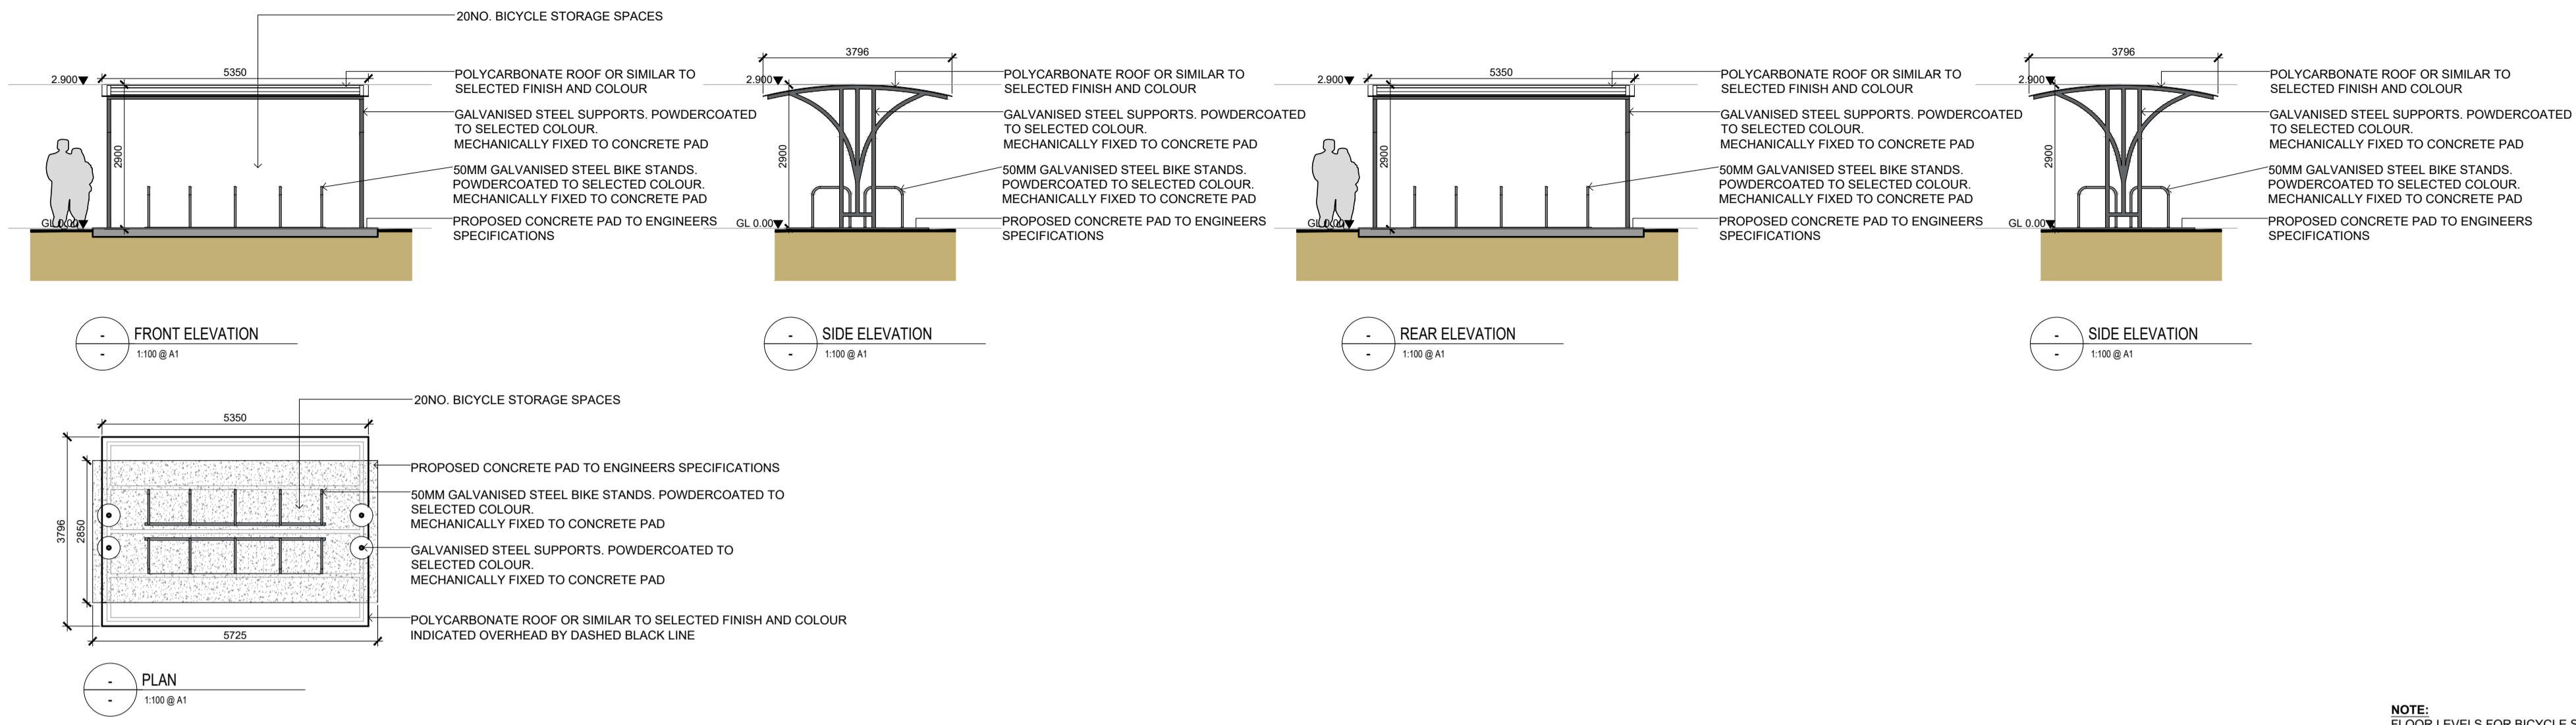 20NO. BICYCLE STORAGE SPACES
5350
2.900
2900
GL 0.00
POLYCARBONATE ROOF OR SIMILAR TO
SELECTED FINISH AND COLOUR
GALVANISED STEEL SUPPORTS. POWDERCOATED
TO SELECTED COLOUR.
MECHANICALLY FIXED TO CONCRETE PAD
50MM GALVANISED STEEL BIKE STANDS.
POWDERCOATED TO SELECTED COLOUR.
MECHANICALLY FIXED TO CONCRETE PAD
PROPOSED CONCRETE PAD TO ENGINEERS
SPECIFICATIONS
-
-
FRONT ELEVATION
1:100 @ A1
3796
2.900
2900
GL 0.00
POLYCARBONATE ROOF OR SIMILAR TO
SELECTED FINISH AND COLOUR
GALVANISED STEEL SUPPORTS. POWDERCOATED
TO SELECTED COLOUR.
MECHANICALLY FIXED TO CONCRETE PAD
50MM GALVANISED STEEL BIKE STANDS.
POWDERCOATED TO SELECTED COLOUR.
MECHANICALLY FIXED TO CONCRETE PAD
PROPOSED CONCRETE PAD TO ENGINEERS
SPECIFICATIONS
-
-
SIDE ELEVATION
1:100 @ A1
5350
2.900
2900
GL 0.00
POLYCARBONATE ROOF OR SIMILAR TO
SELECTED FINISH AND COLOUR
GALVANISED STEEL SUPPORTS. POWDERCOATED
TO SELECTED COLOUR.
MECHANICALLY FIXED TO CONCRETE PAD
50MM GALVANISED STEEL BIKE STANDS.
POWDERCOATED TO SELECTED COLOUR.
MECHANICALLY FIXED TO CONCRETE PAD
PROPOSED CONCRETE PAD TO ENGINEERS
SPECIFICATIONS
-
-
REAR ELEVATION
1:100 @ A1
3796
2.900
2900
GL 0.00
POLYCARBONATE ROOF OR SIMILAR TO
SELECTED FINISH AND COLOUR
GALVANISED STEEL SUPPORTS. POWDERCOATED
TO SELECTED COLOUR.
MECHANICALLY FIXED TO CONCRETE PAD
50MM GALVANISED STEEL BIKE STANDS.
POWDERCOATED TO SELECTED COLOUR.
MECHANICALLY FIXED TO CONCRETE PAD
PROPOSED CONCRETE PAD TO ENGINEERS
SPECIFICATIONS
-
-
SIDE ELEVATION
1:100 @ A1
20NO. BICYCLE STORAGE SPACES
5350
3796
2850
5725
PROPOSED CONCRETE PAD TO ENGINEERS SPECIFICATIONS
50MM GALVANISED STEEL BIKE STANDS. POWDERCOATED TO
SELECTED COLOUR.
MECHANICALLY FIXED TO CONCRETE PAD
GALVANISED STEEL SUPPORTS. POWDERCOATED TO
SELECTED COLOUR.
MECHANICALLY FIXED TO CONCRETE PAD
POLYCARBONATE ROOF OR SIMILAR TO SELECTED FINISH AND COLOUR
INDICATED OVERHEAD BY DASHED BLACK LINE
-
-
PLAN
1:100 @ A1
NOTE:
FLOOR LEVELS FOR BICYCLE